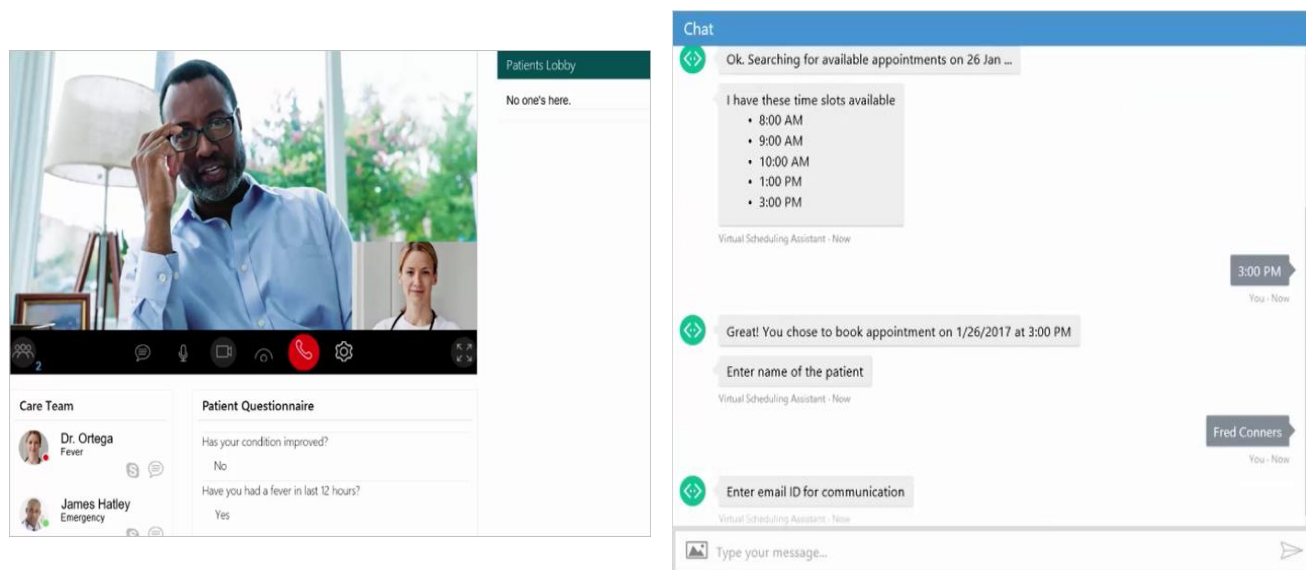 Patients Lobby
No one's here.
2
Care Team
Dr. Ortega
Fever
James Hatley
Emergency
Patient Questionnaire
Has your condition improved?
No
Have you had a fever in last 12 hours?
Yes
Chat
Ok. Searching for available appointments on 26 Jan ...
I have these time slots available
• 8:00 AM
• 9:00 AM
• 10:00 AM
• 1:00 PM
• 3:00 PM
Virtual Scheduling Assistant - Now
3:00 PM
You - Now
Great! You chose to book appointment on 1/26/2017 at 3:00 PM
Enter name of the patient
Virtual Scheduling Assistant - Now
Fred Conners
You - Now
Enter email ID for communication
Virtual Scheduling Assistant - Now
Type your message...